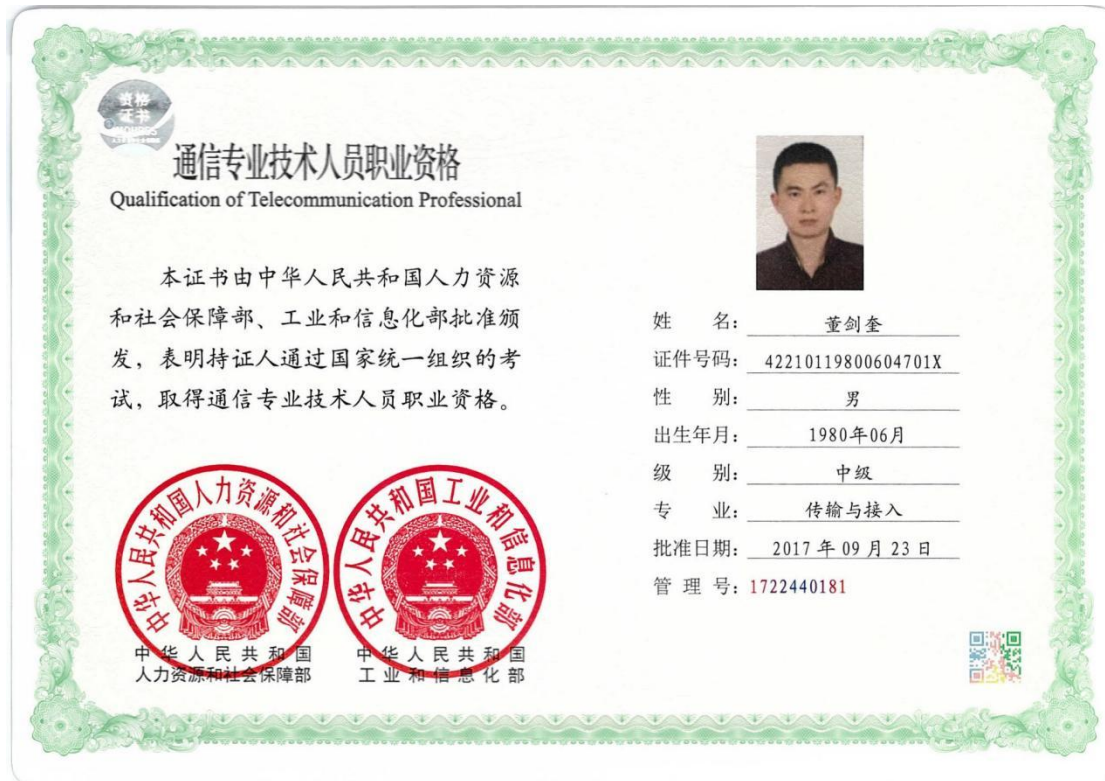 资格
证书
通信专业技术人员职业资格
Qualification of Telecommunication Professional
本证书由中华人民共和国人力资源
和社会保障部、工业和信息化部批准颁
发，表明持证人通过国家统一组织的考
试，取得通信专业技术人员职业资格。
姓 名：董剑奎
证件号码：42210119800604701X
性 别：男
出生年月：1980年06月
级 别：中级
专 业：传输与接入
批准日期：2017 年 09 月 23 日
管 理 号：1722440181
中华人民共和国人力资源和社会保障部
中华人民共和国工业和信息化部
中华人民共和国
人力资源和社会保障部
中华人民共和国
工业和信息化部